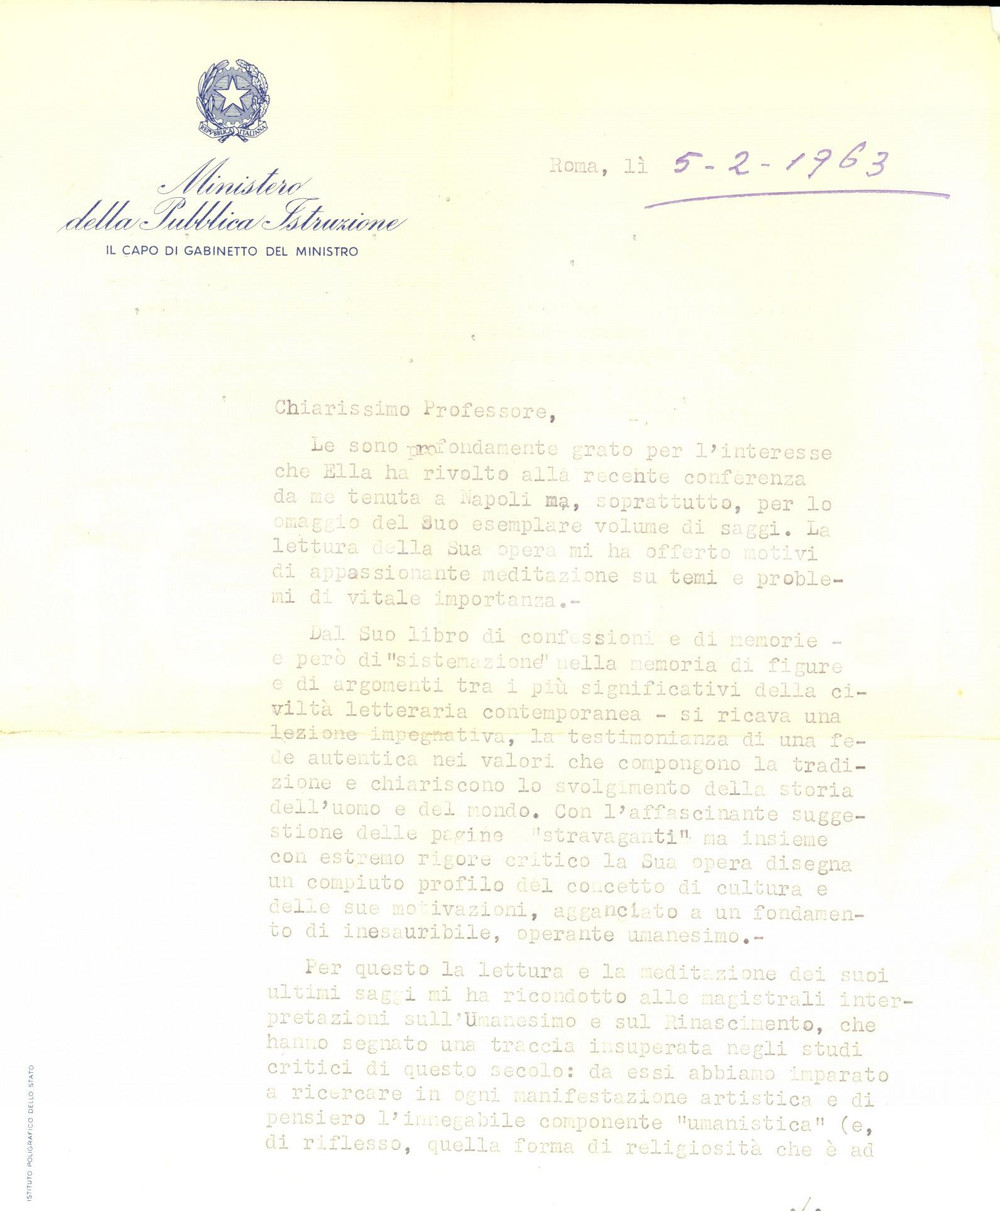 REPVBBLICA ITALIANA
Ministero
della Pubblica Istruzione
IL CAPO DI GABINETTO DEL MINISTRO
Roma, lì 5-2-1963
Chiarissimo Professore,
Le sono profondamente grato per l'interesse
che Ella ha rivolto alla recente conferenza
da me tenuta a Napoli ma, soprattutto, per lo
omaggio del Suo esemplare volume di saggi. La
lettura della Sua opera mi ha offerto motivi
di appassionante meditazione su temi e proble-
mi di vitale importanza.-
Dal Suo libro di confessioni e di memorie -
e però di "sistemazione" nella memoria di figure
e di argomenti tra i più significativi della ci-
viltà letteraria contemporanea - si ricava una
lezione impegnativa, la testimonianza di una fe-
de autentica nei valori che compongono la tradi-
zione e chiariscono lo svolgimento della storia
dell'uomo e del mondo. Con l'affascinante sugge-
stione delle pagine "stravaganti" ma insieme
con estremo rigore critico la Sua opera disegna
un compiuto profilo del concetto di cultura e
delle sue motivazioni, agganciato a un fondamen-
to di inesauribile, operante umanesimo.-
Per questo la lettura e la meditazione dei suoi
ultimi saggi mi ha ricondotto alle magistrali inter-
pretazioni sull'Umanesimo e sul Rinascimento, che
hanno segnato una traccia insuperata negli studi
critici di questo secolo: da essi abbiamo imparato
a ricercare in ogni manifestazione artistica e di
pensiero l'innegabile componente "umanistica" (e,
di riflesso, quella forma di religiosità che è ad
./.
ISTITUTO POLIGRAFICO DELLO STATO